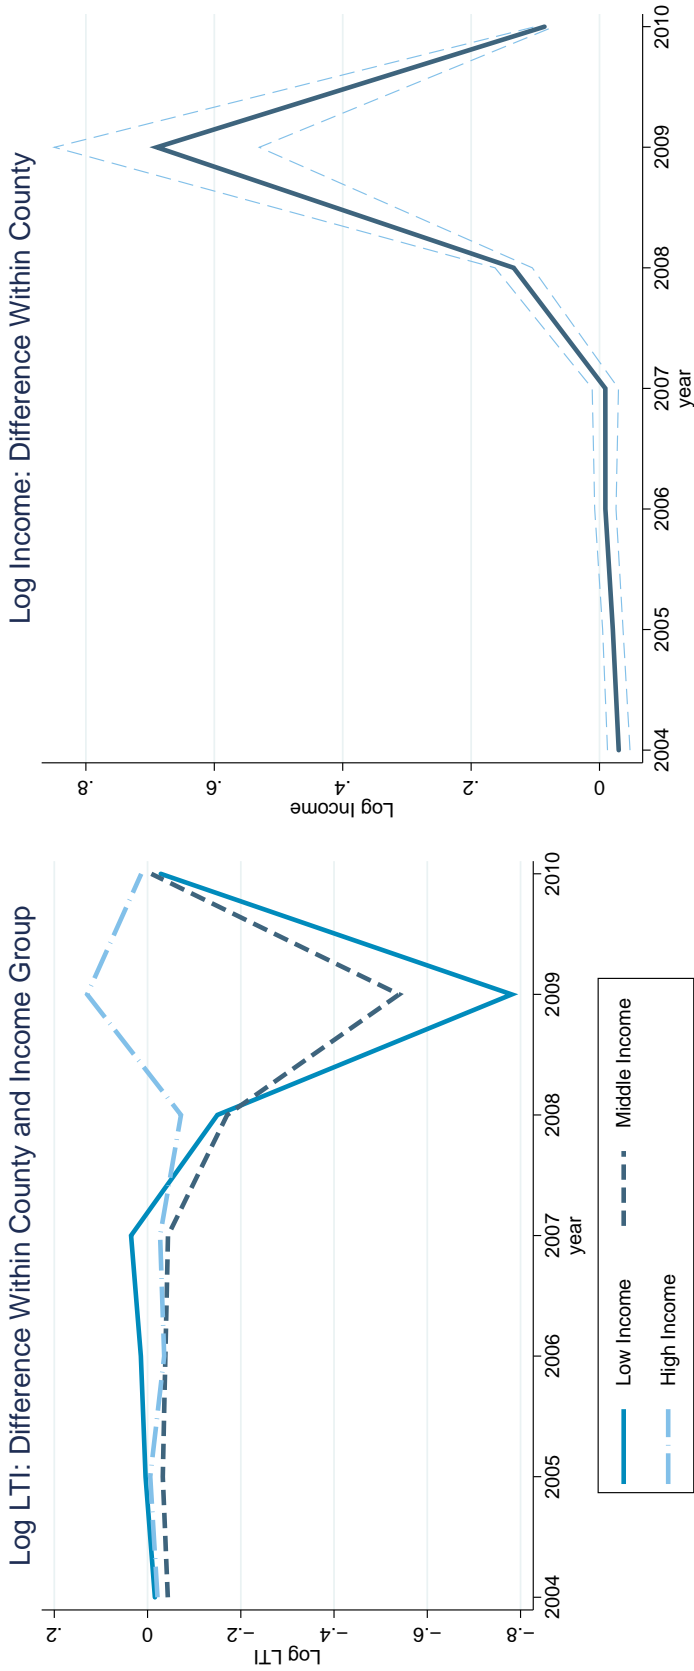 Log LTI: Difference Within County and Income Group
Log LTI
.2
0
-.2
-.4
-.6
-.8
2004 2005 2006 2007 2008 2009 2010
year
Low Income Middle Income
High Income
Log Income: Difference Within County
Log Income
.8
.6
.4
.2
0
2004 2005 2006 2007 2008 2009 2010
year